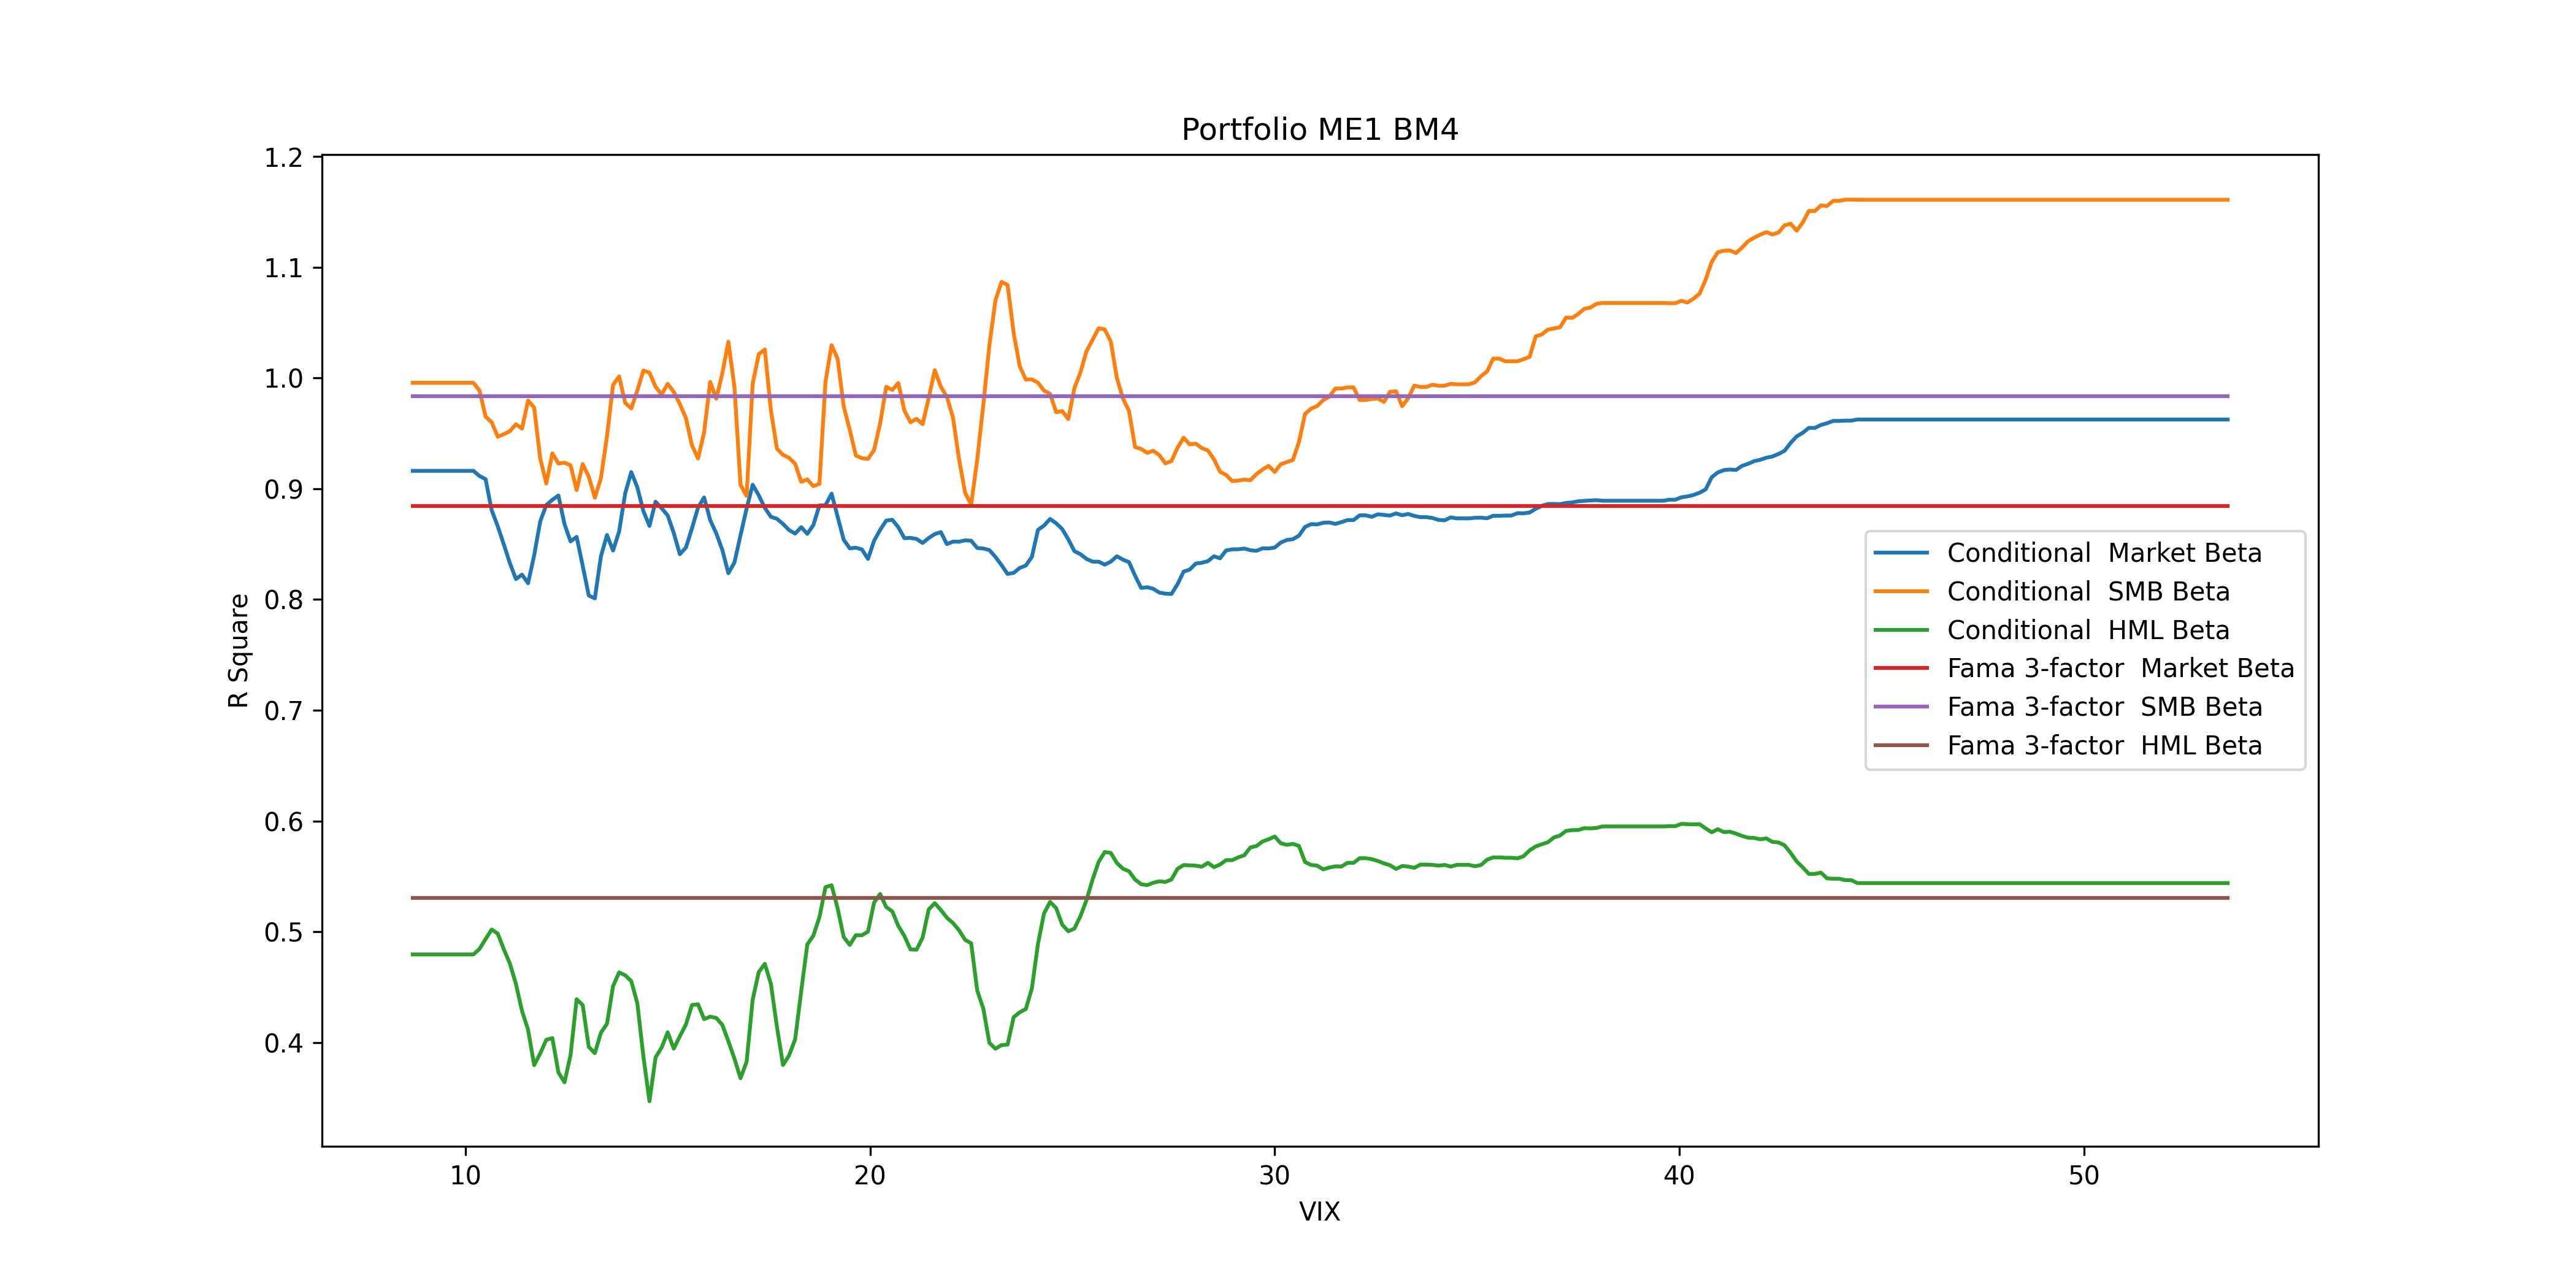 Portfolio ME1 BM4
1.2
1.1
1.0
0.9
0.8
0.7
0.6
0.5
0.4
R Square
Conditional  Market Beta
Conditional  SMB Beta
Conditional  HML Beta
Fama 3-factor  Market Beta
Fama 3-factor  SMB Beta
Fama 3-factor  HML Beta
10 20 30 40 50
VIX